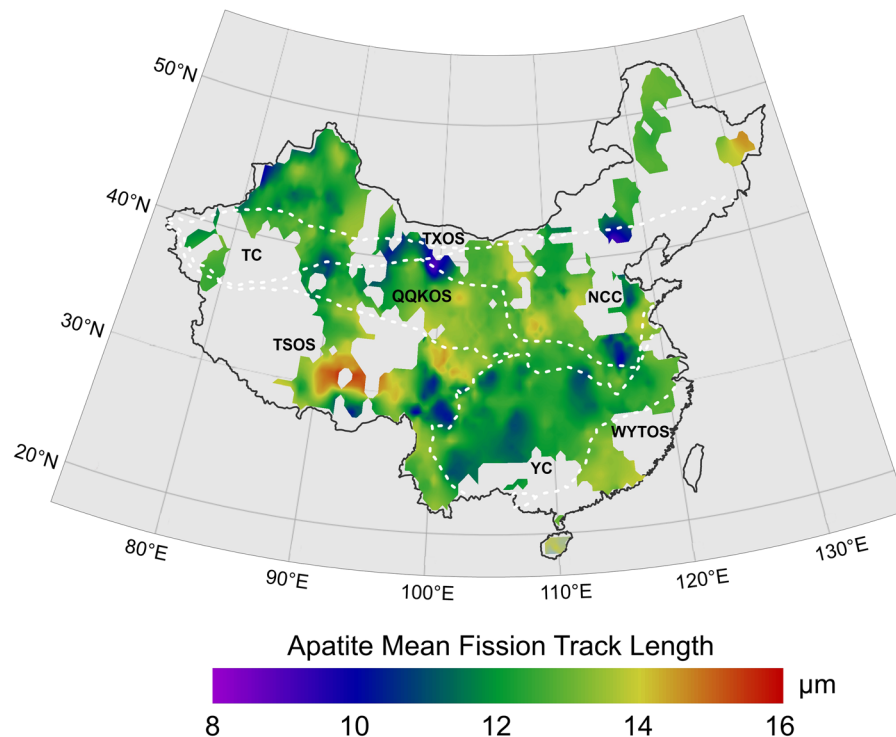 50°N
40°N
30°N
20°N
TXOS
TC
QQKOS
NCC
TSOS
WYTOS
YC
80°E
90°E
100°E
110°E
120°E
130°E
Apatite Mean Fission Track Length
µm
8 10 12 14 16